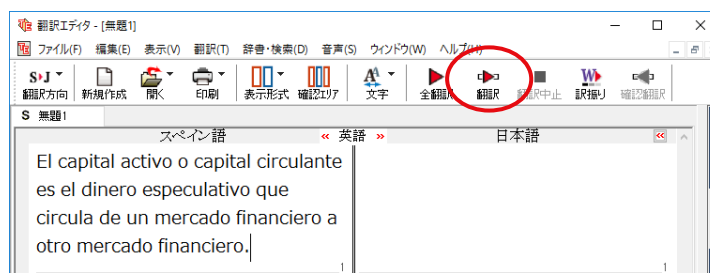 翻訳エディタ - [無題1]
ファイル(F) 編集(E) 表示(V) 翻訳(T) 辞書・検索(D) 音声(S) ウィンドウ(W) ヘルプ(H)
S▸J
翻訳方向 新規作成 開く 印刷 表示形式 確認エリア 文字 全翻訳 翻訳 翻訳中止 訳振り 確認翻訳
S 無題1
スペイン語 « 英語 » 日本語 «
El capital activo o capital circulante
es el dinero especulativo que
circula de un mercado financiero a
otro mercado financiero.
1 1